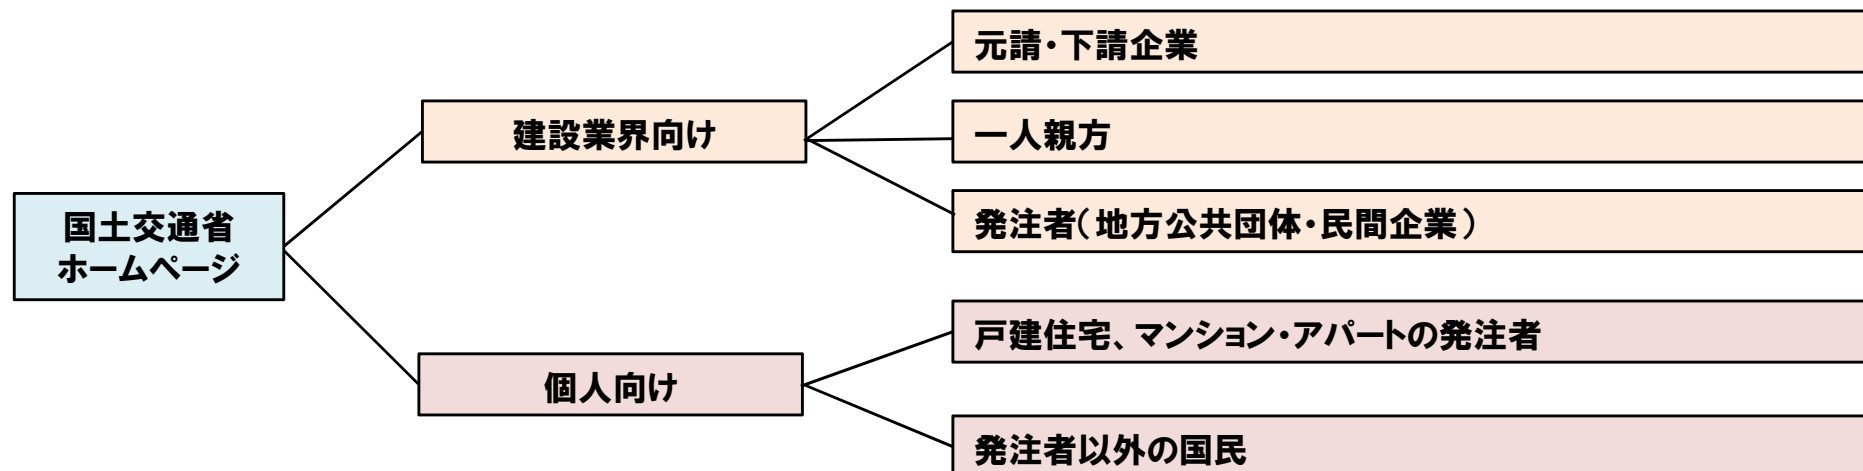 国土交通省
ホームページ
建設業界向け
元請・下請企業
一人親方
発注者(地方公共団体・民間企業)
個人向け
戸建住宅、マンション・アパートの発注者
発注者以外の国民